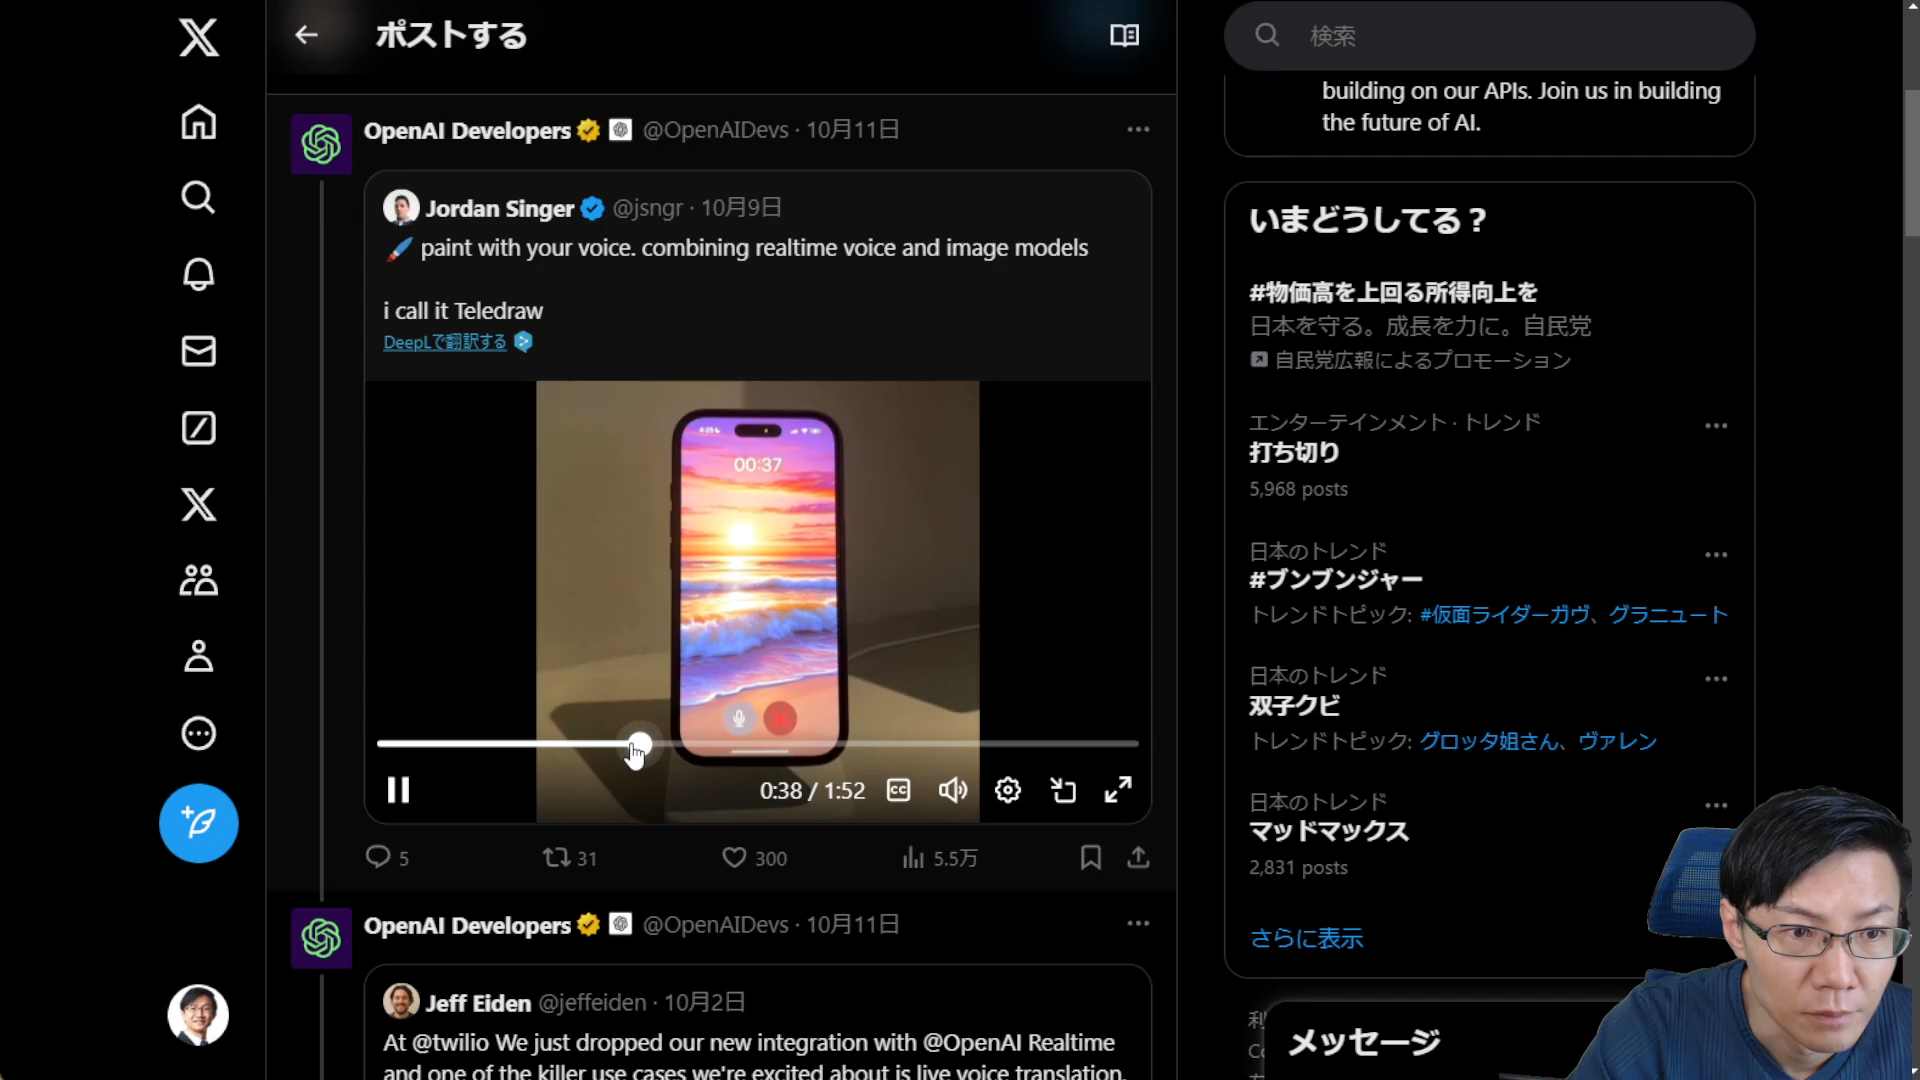 ポストする
OpenAI Developers @OpenAIDevs · 10月11日
Jordan Singer @jsngr · 10月9日
paint with your voice. combining realtime voice and image models
i call it Teledraw
DeepLで翻訳する
4:25
00:37
0:38 / 1:52
CC
5
31
300
5.5万
OpenAI Developers @OpenAIDevs · 10月11日
Jeff Eiden @jeffeiden · 10月2日
At @twilio We just dropped our new integration with @OpenAI Realtime
and one of the killer use cases we're excited about is live voice translation.
検索
building on our APIs. Join us in building
the future of AI.
いまどうしてる？
#物価高を上回る所得向上を
日本を守る。成長を力に。自民党
自民党広報によるプロモーション
エンターテインメント · トレンド
打ち切り
5,968 posts
日本のトレンド
#ブンブンジャー
トレンドトピック: #仮面ライダーガヴ、グラニュート
日本のトレンド
双子クビ
トレンドトピック: グロッタ姐さん、ヴァレン
日本のトレンド
マッドマックス
2,831 posts
さらに表示
利
メッセージ